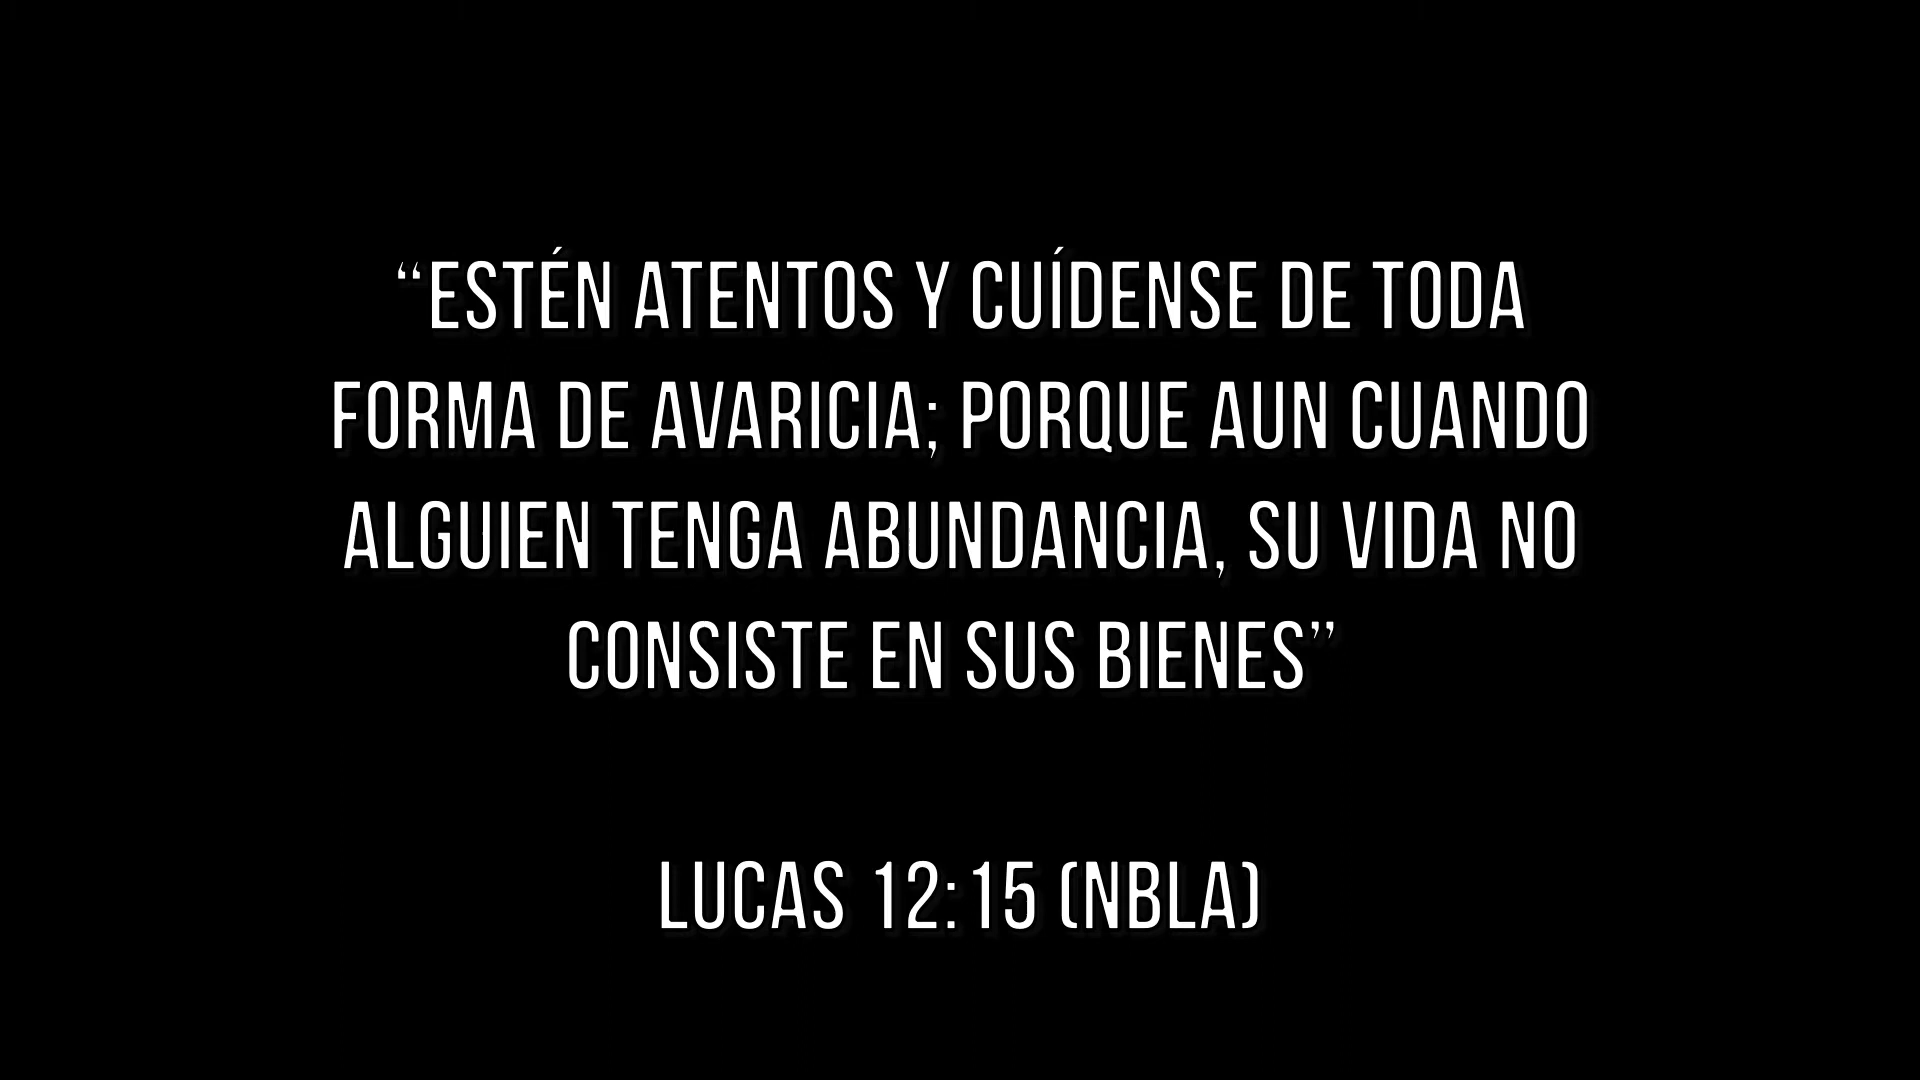 “ESTÉN ATENTOS Y CUÍDENSE DE TODA
FORMA DE AVARICIA; PORQUE AUN CUANDO
ALGUIEN TENGA ABUNDANCIA, SU VIDA NO
CONSISTE EN SUS BIENES”
LUCAS 12:15 (NBLA)